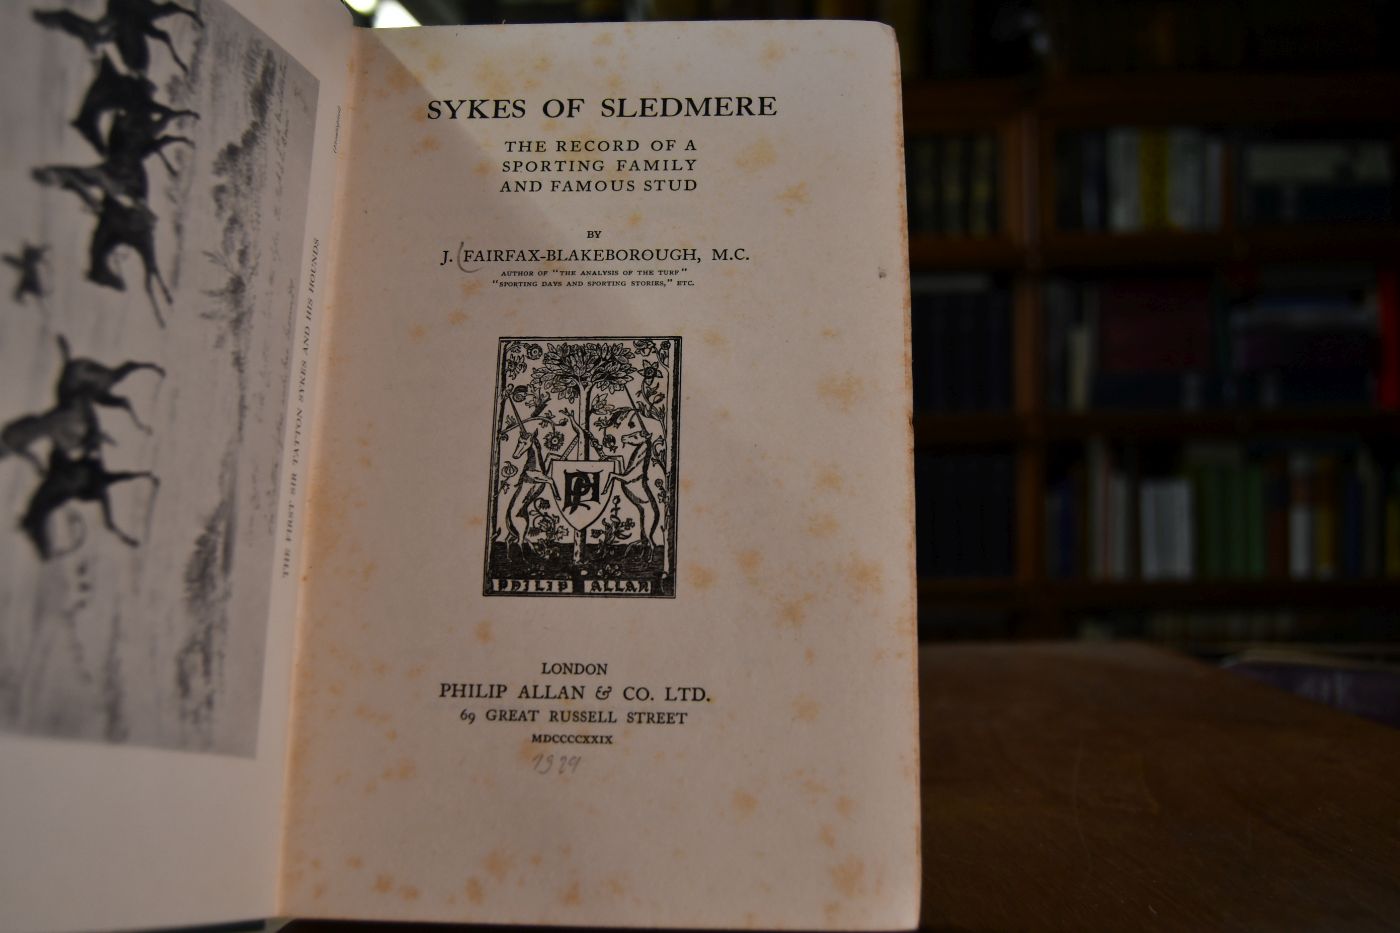 SYKES OF SLEDMERE
THE RECORD OF A
SPORTING FAMILY
AND FAMOUS STUD
BY
J. FAIRFAX-BLAKEBOROUGH, M.C.
AUTHOR OF "THE ANALYSIS OF THE TURF"
"SPORTING DAYS AND SPORTING STORIES," ETC.
PA
PHILIP ALLAN
LONDON
PHILIP ALLAN & CO. LTD.
69 GREAT RUSSELL STREET
MDCCCCXXIX
1929
THE FIRST SIR TATTON SYKES AND HIS HOUNDS